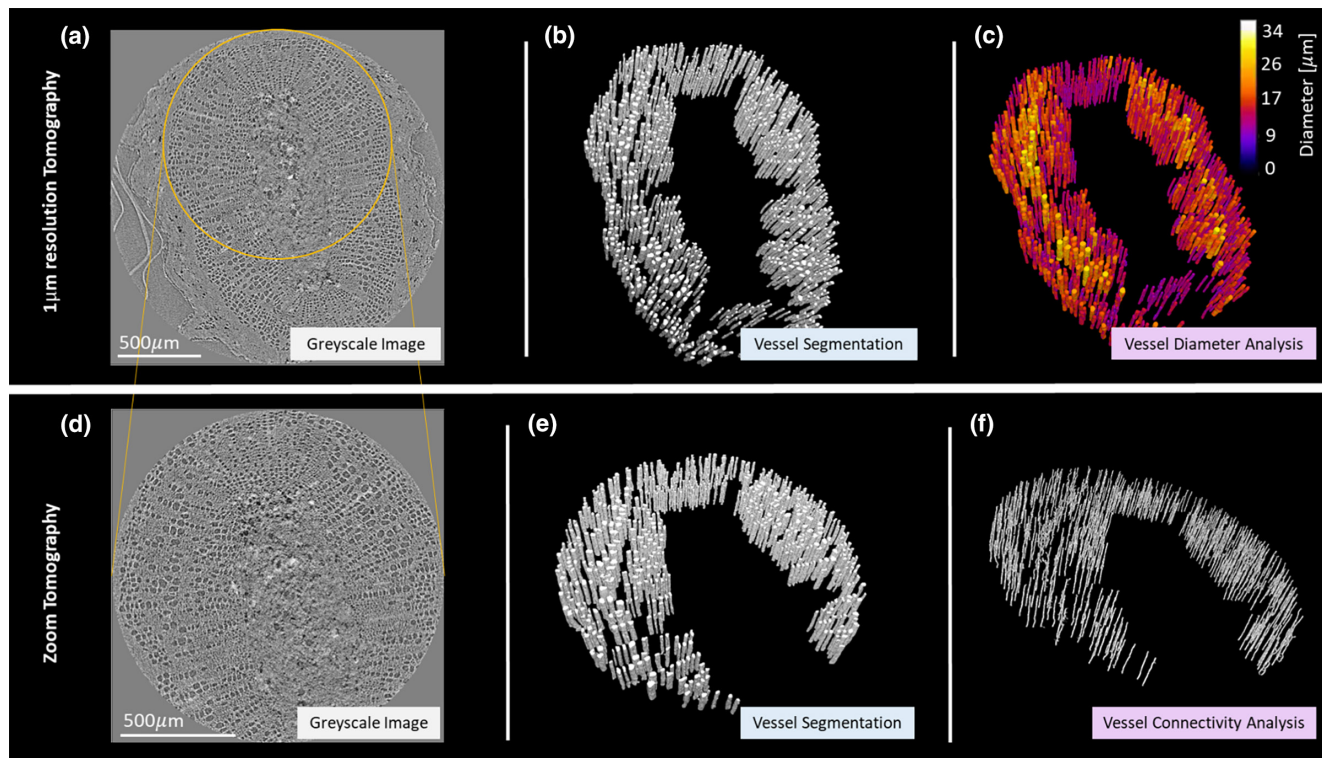 (a)
(b)
(c)
34
26
17
9
0
Diameter [μm]
1μm resolution Tomography
500μm
Greyscale Image
Vessel Segmentation
Vessel Diameter Analysis
(d)
(e)
(f)
Zoom Tomography
500μm
Greyscale Image
Vessel Segmentation
Vessel Connectivity Analysis